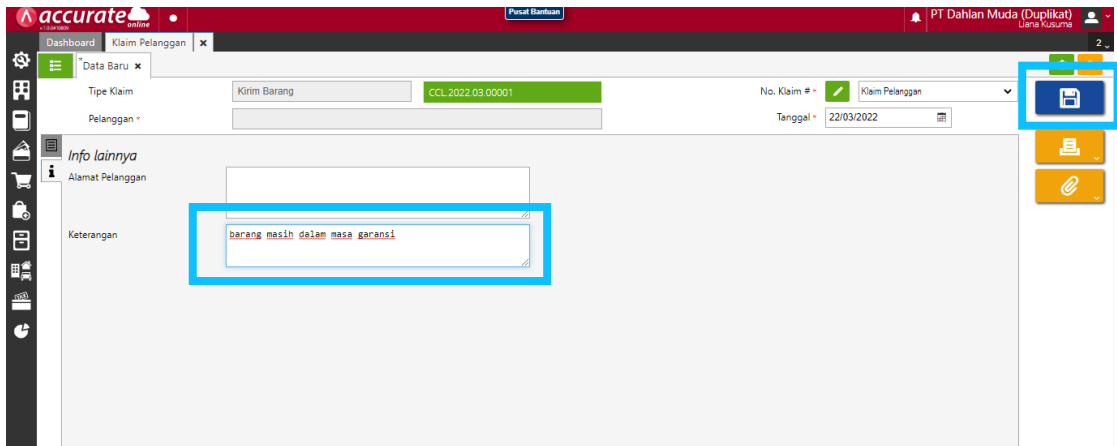 accurate
online
Pusat Bantuan
PT Dahlan Muda (Duplikat)
Liana Kusuma
Dashboard
Klaim Pelanggan
2
*Data Baru
Tipe Klaim
Kirim Barang
CCL.2022.03.00001
No. Klaim # *
Klaim Pelanggan
Pelanggan *
Tanggal *
22/03/2022
Info lainnya
Alamat Pelanggan
Keterangan
barang masih dalam masa garansi